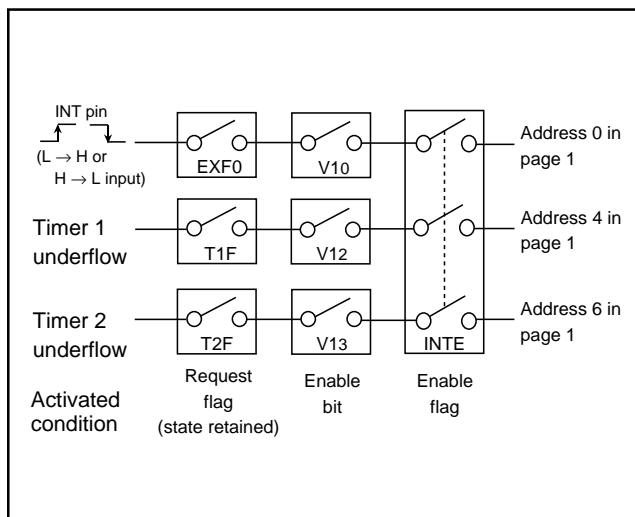 INT pin
(L → H or
H → L input)
EXF0
V10
Address 0 in
page 1
Timer 1
underflow
T1F
V12
Address 4 in
page 1
Timer 2
underflow
T2F
V13
INTE
Address 6 in
page 1
Activated
condition
Request
flag
(state retained)
Enable
bit
Enable
flag